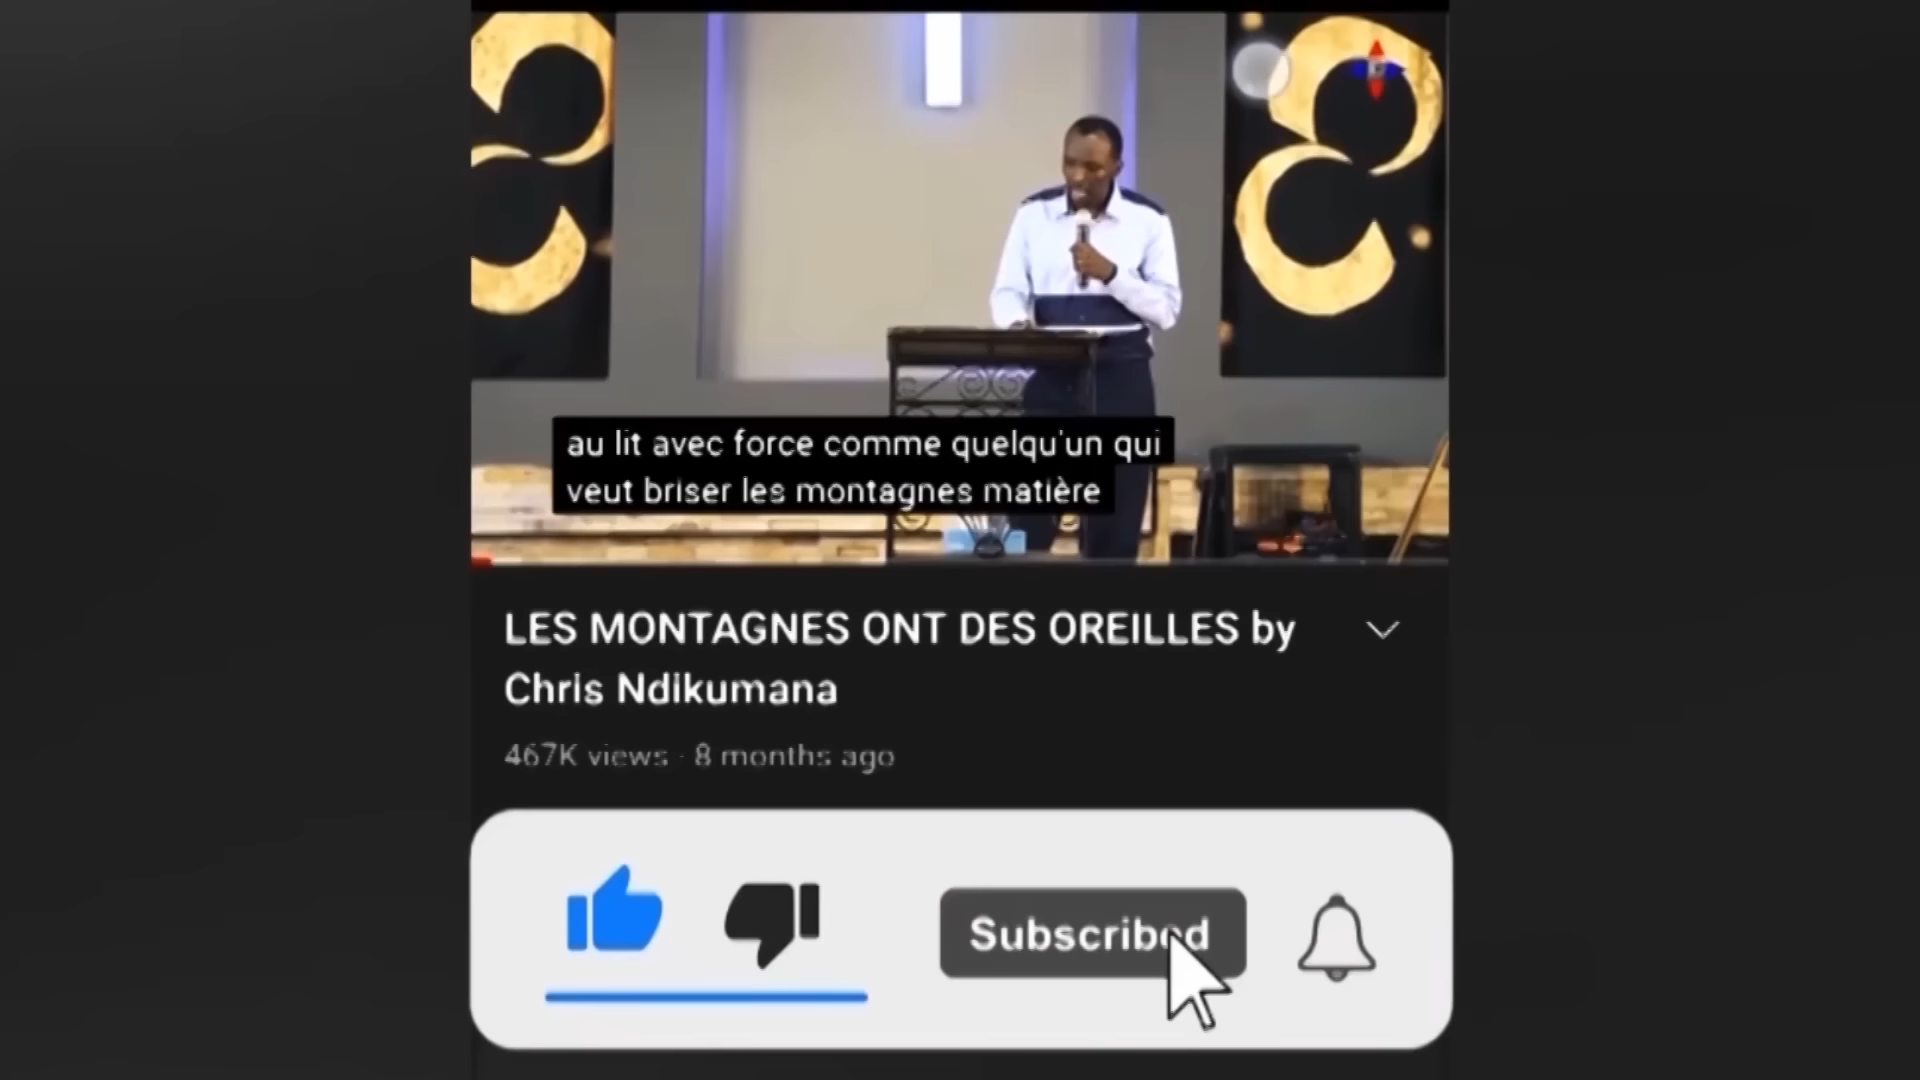 au lit avec force comme quelqu'un qui
veut briser les montagnes matière
LES MONTAGNES ONT DES OREILLES by
Chris Ndikumana
467K views · 8 months ago
Subscribed